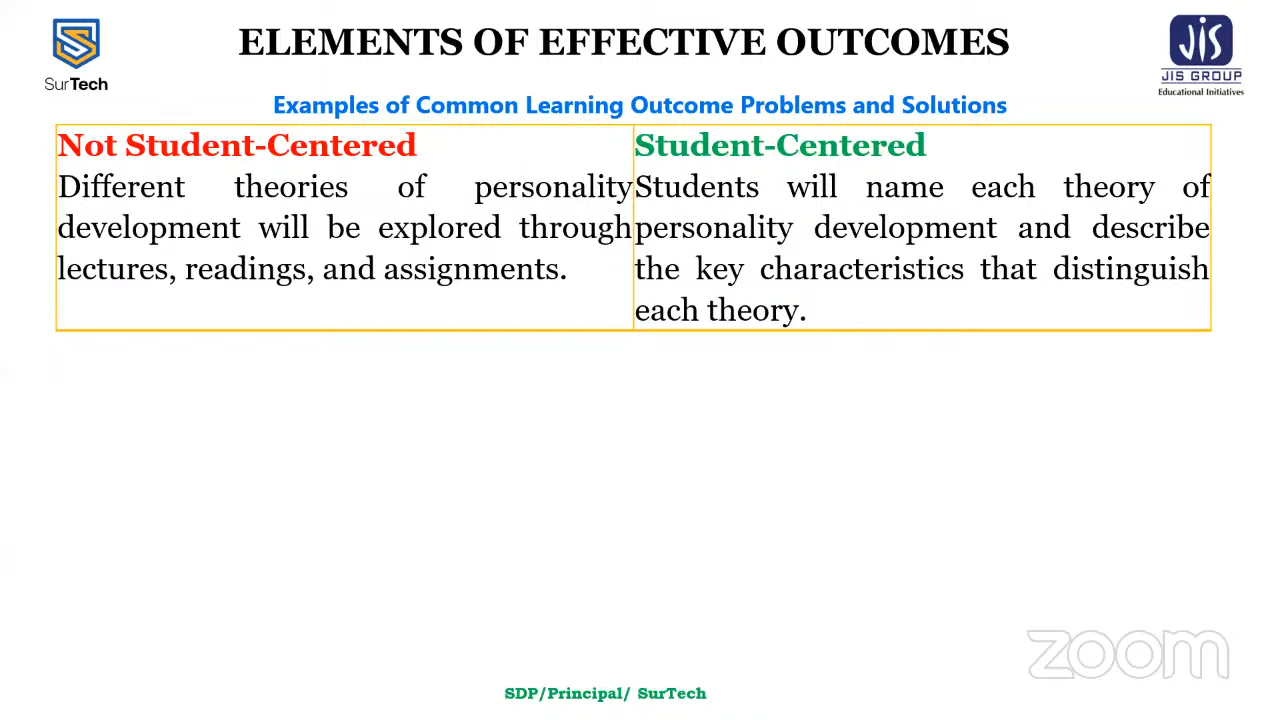 SurTech
ELEMENTS OF EFFECTIVE OUTCOMES
JIS
JIS GROUP
Educational Initiatives
Examples of Common Learning Outcome Problems and Solutions
Not Student-Centered
Different theories of personality
development will be explored through
lectures, readings, and assignments.
Student-Centered
Students will name each theory of
personality development and describe
the key characteristics that distinguish
each theory.
zoom
SDP/Principal/ SurTech